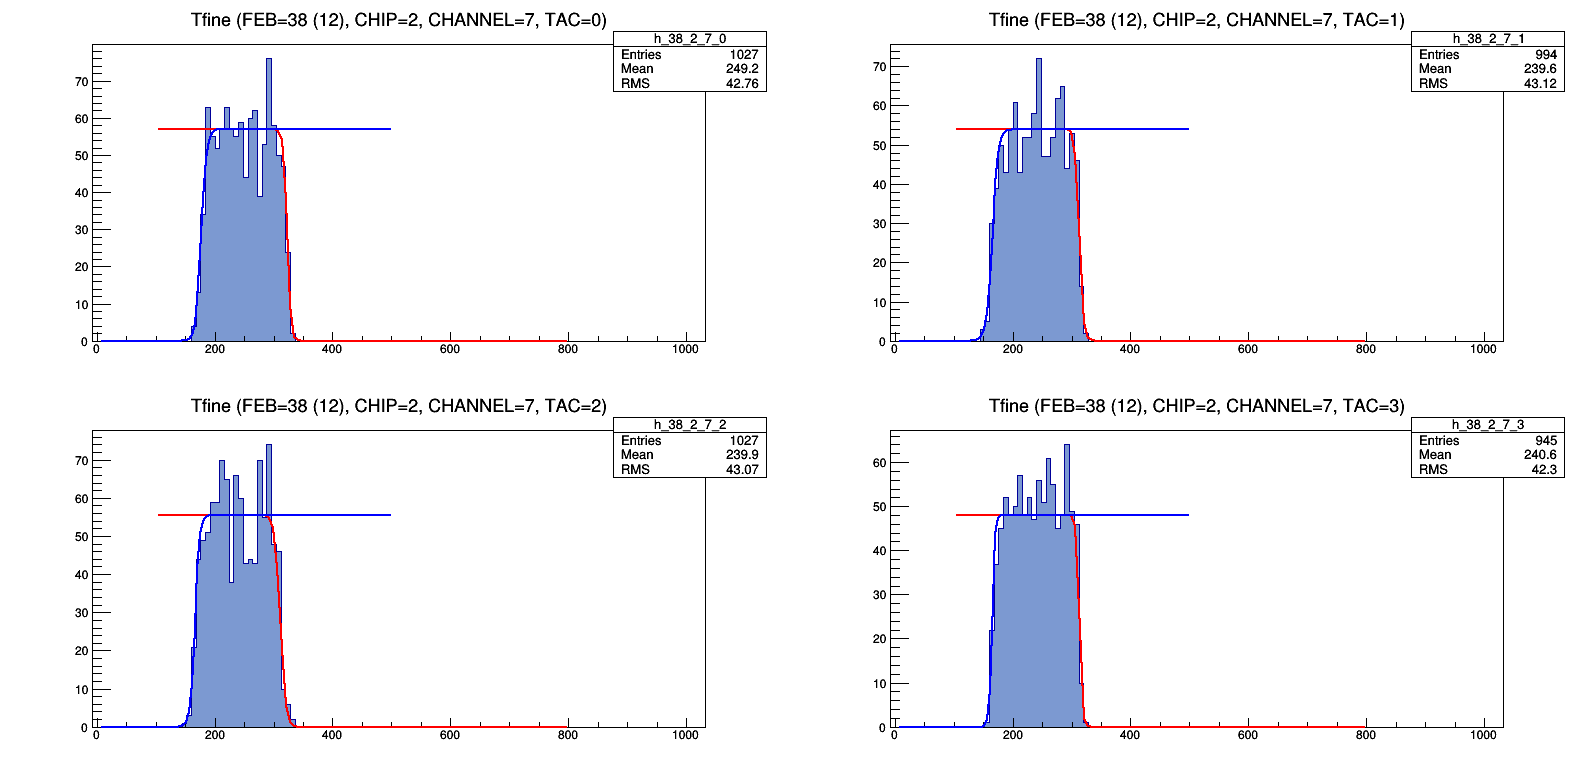 Tfine (FEB=38 (12), CHIP=2, CHANNEL=7, TAC=0)
h_38_2_7_0
Entries 1027
Mean 249.2
RMS 42.76
70
60
50
40
30
20
10
0
0 200 400 600 800 1000
Tfine (FEB=38 (12), CHIP=2, CHANNEL=7, TAC=1)
h_38_2_7_1
Entries 994
Mean 239.6
RMS 43.12
70
60
50
40
30
20
10
0
0 200 400 600 800 1000
Tfine (FEB=38 (12), CHIP=2, CHANNEL=7, TAC=2)
h_38_2_7_2
Entries 1027
Mean 239.9
RMS 43.07
70
60
50
40
30
20
10
0
0 200 400 600 800 1000
Tfine (FEB=38 (12), CHIP=2, CHANNEL=7, TAC=3)
h_38_2_7_3
Entries 945
Mean 240.6
RMS 42.3
60
50
40
30
20
10
0
0 200 400 600 800 1000